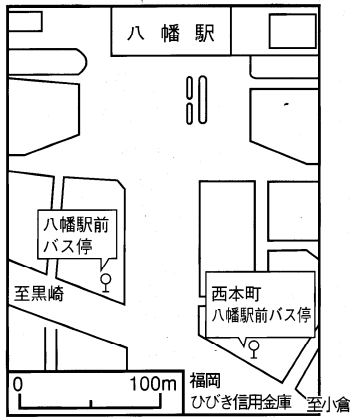 八幡駅
八幡駅前
バス停
至黒崎
西本町
八幡駅前バス停
0 100m
福岡
ひびき信用金庫
至小倉